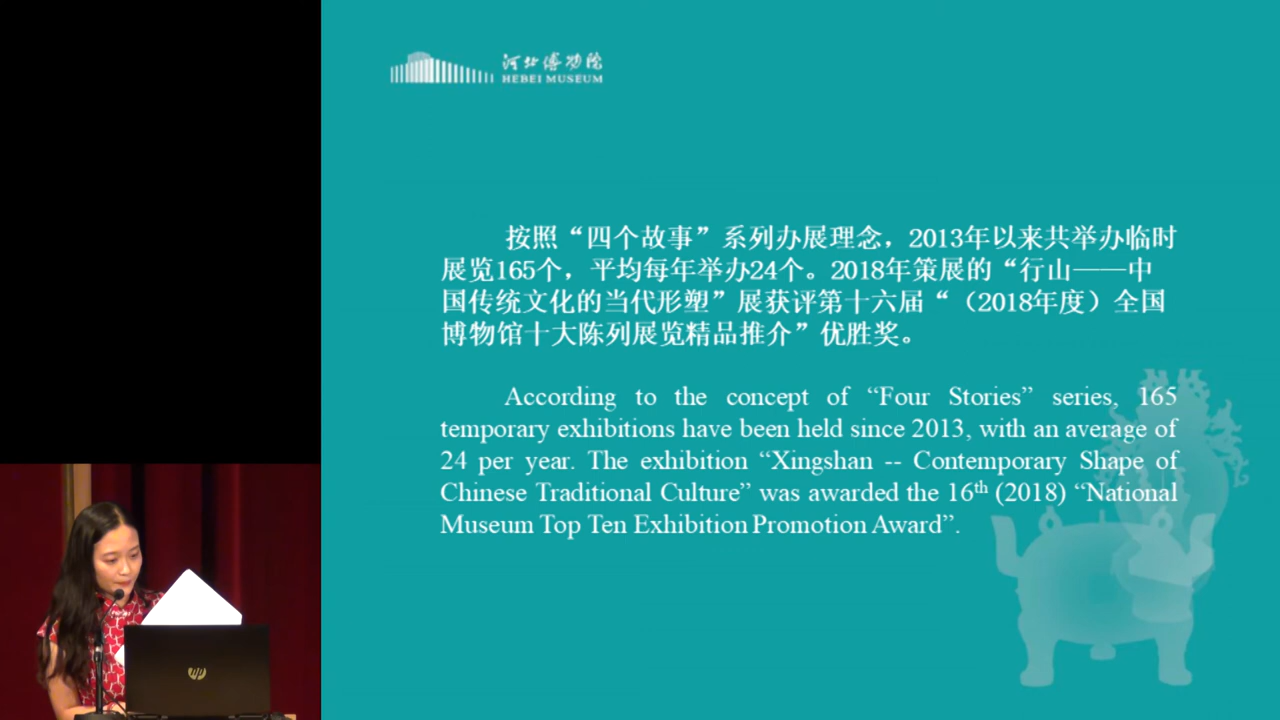 河北博物院
HEBEI MUSEUM
按照“四个故事”系列办展理念，2013年以来共举办临时
展览165个，平均每年举办24个。2018年策展的“行山——中
国传统文化的当代形塑”展获评第十六届“（2018年度）全国
博物馆十大陈列展览精品推介”优胜奖。
According to the concept of “Four Stories” series, 165
temporary exhibitions have been held since 2013, with an average of
24 per year. The exhibition “Xingshan -- Contemporary Shape of
Chinese Traditional Culture” was awarded the 16th (2018) “National
Museum Top Ten Exhibition Promotion Award”.
hp